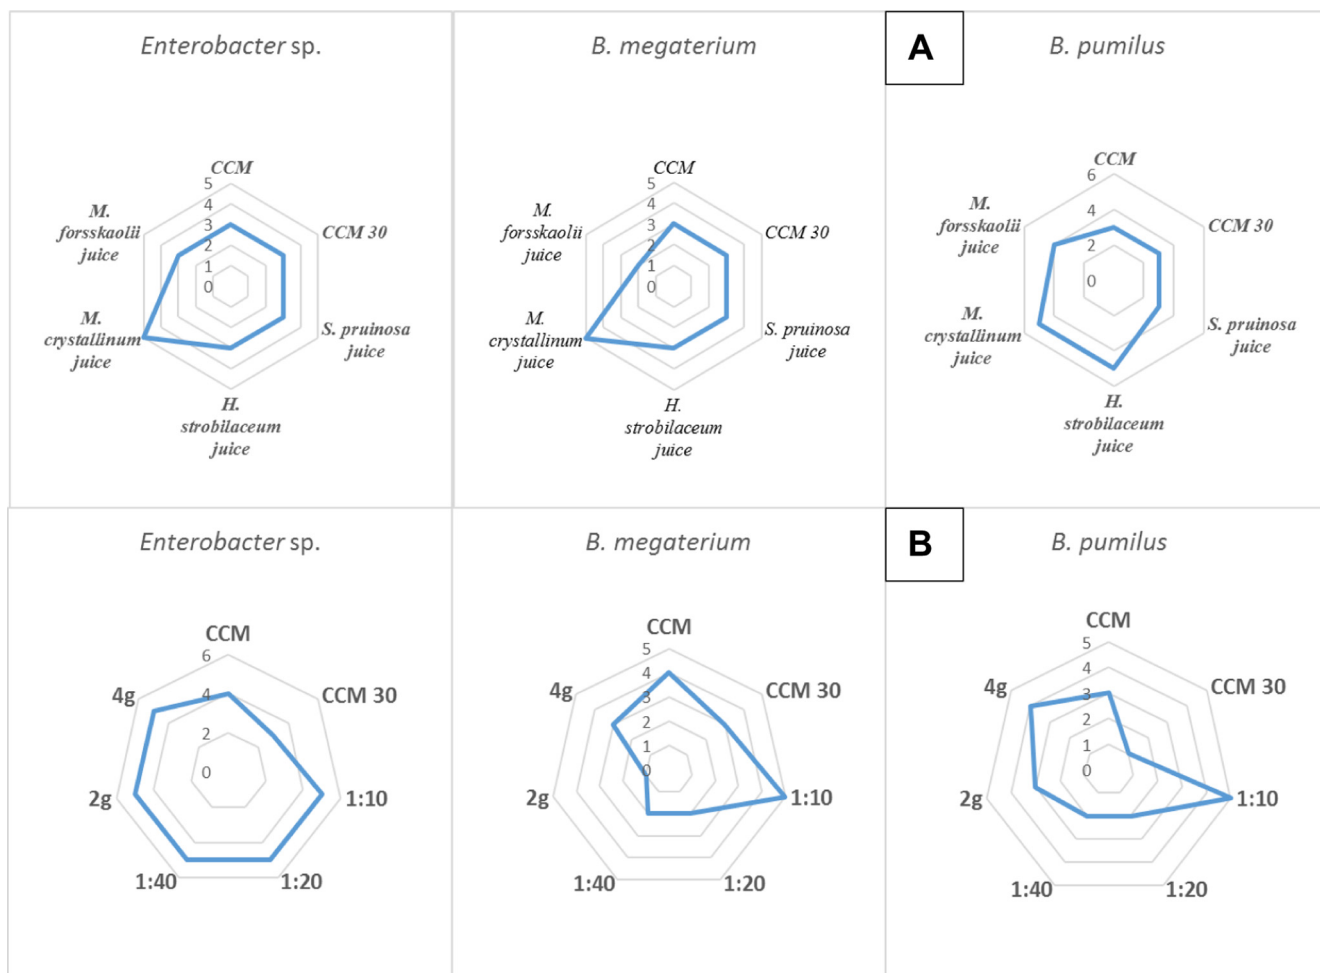 Enterobacter sp.
CCM
5
4
3
2
1
0
CCM 30
S. pruinosa
juice
H.
strobilaceum
juice
M.
crystallinum
juice
M.
forsskaolii
juice
B. megaterium
CCM
5
4
3
2
1
0
CCM 30
S. pruinosa
juice
H.
strobilaceum
juice
M.
crystallinum
juice
M.
forsskaolii
juice
A
B. pumilus
CCM
6
4
2
0
CCM 30
S. pruinosa
juice
H.
strobilaceum
juice
M.
crystallinum
juice
M.
forsskaolii
juice
Enterobacter sp.
CCM
6
4
2
0
CCM 30
1:10
1:20
1:40
2g
4g
B. megaterium
CCM
5
4
3
2
1
0
CCM 30
1:10
1:20
1:40
2g
4g
B
B. pumilus
CCM
5
4
3
2
1
0
CCM 30
1:10
1:20
1:40
2g
4g